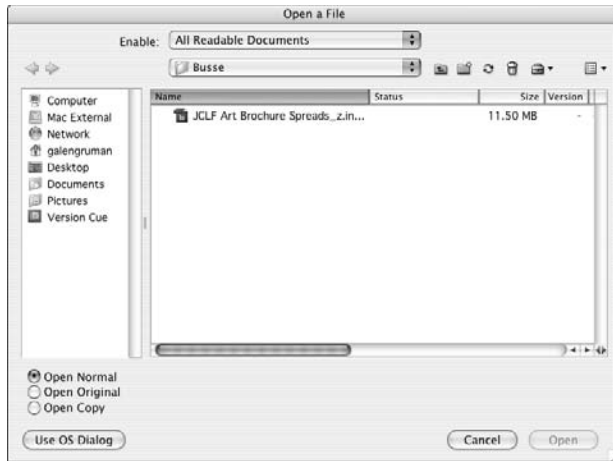 Open a File
Enable: All Readable Documents
Busse
Name Status Size Version
JCLF Art Brochure Spreads_z.in... 11.50 MB -
Computer
Mac External
Network
galengruman
Desktop
Documents
Pictures
Version Cue
Open Normal
Open Original
Open Copy
Use OS Dialog Cancel Open